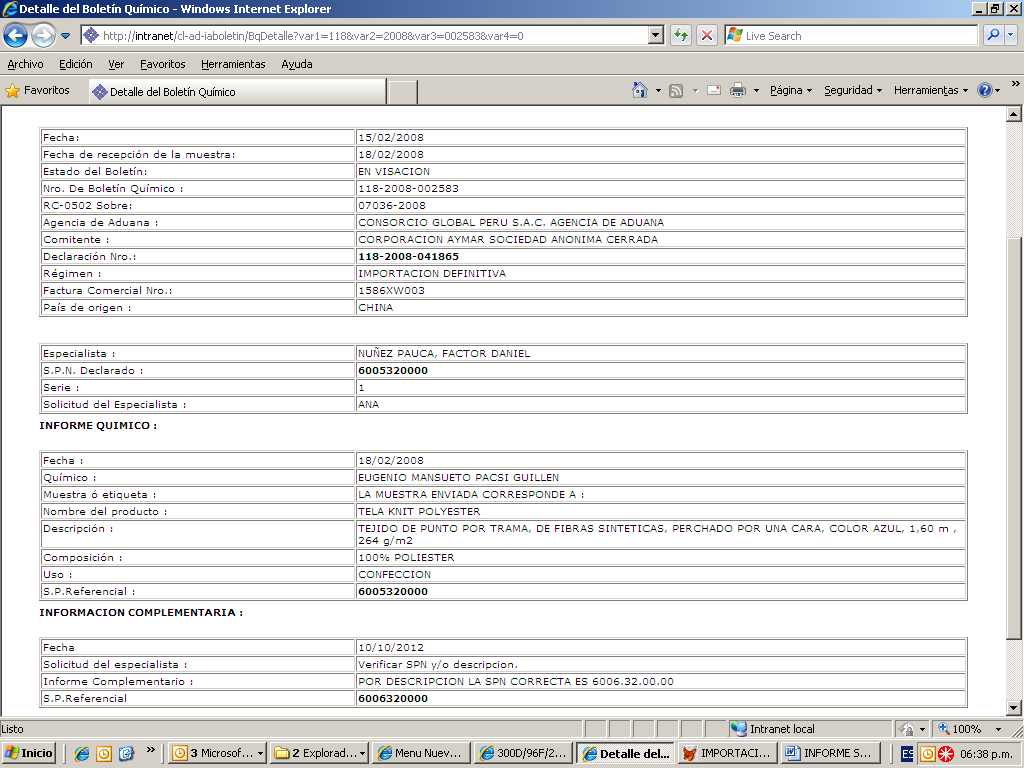 Detalle del Boletín Químico - Windows Internet Explorer
http://intranet/cl-ad-iaboletin/BqDetalle?var1=118&var2=2008&var3=002583&var4=0
Live Search
Archivo Edición Ver Favoritos Herramientas Ayuda
Favoritos Detalle del Boletín Químico Página Seguridad Herramientas
Fecha: 15/02/2008
Fecha de recepción de la muestra: 18/02/2008
Estado del Boletín: EN VISACION
Nro. De Boletín Químico : 118-2008-002583
RC-0502 Sobre: 07036-2008
Agencia de Aduana : CONSORCIO GLOBAL PERU S.A.C. AGENCIA DE ADUANA
Comitente : CORPORACION AYMAR SOCIEDAD ANONIMA CERRADA
Declaración Nro.: 118-2008-041865
Régimen : IMPORTACION DEFINITIVA
Factura Comercial Nro.: 1586XW003
País de origen : CHINA
Especialista : NUÑEZ PAUCA, FACTOR DANIEL
S.P.N. Declarado : 6005320000
Serie : 1
Solicitud del Especialista : ANA
INFORME QUIMICO :
Fecha : 18/02/2008
Químico : EUGENIO MANSUETO PACSI GUILLEN
Muestra ó etiqueta : LA MUESTRA ENVIADA CORRESPONDE A :
Nombre del producto : TELA KNIT POLYESTER
Descripción : TEJIDO DE PUNTO POR TRAMA, DE FIBRAS SINTETICAS, PERCHADO POR UNA CARA, COLOR AZUL, 1,60 m ,
264 g/m2
Composición : 100% POLIESTER
Uso : CONFECCION
S.P.Referencial : 6005320000
INFORMACION COMPLEMENTARIA :
Fecha 10/10/2012
Solicitud del especialista : Verificar SPN y/o descripcion.
Informe Complementario : POR DESCRIPCION LA SPN CORRECTA ES 6006.32.00.00
S.P.Referencial 6006320000
Listo Intranet local 100%
Inicio 3 Microsof... 2 Explorad... Menu Nuev... 300D/96F/2... Detalle del... IMPORTACI... INFORME S... ES 06:38 p.m.